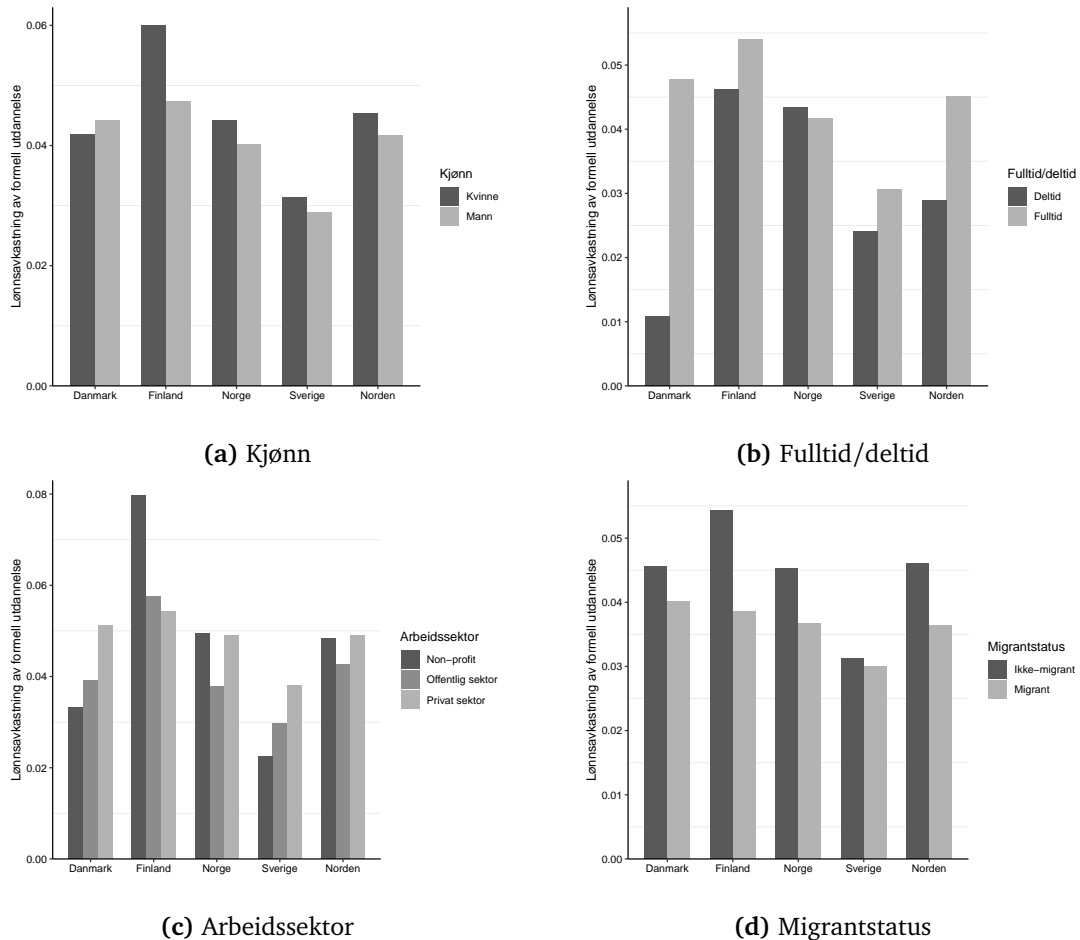 Lønnsavkastning av formell utdannelse
0.06
0.04
0.02
0.00
Danmark Finland Norge Sverige Norden
Kjønn
Kvinne
Mann
(a) Kjønn
Lønnsavkastning av formell utdannelse
0.05
0.04
0.03
0.02
0.01
0.00
Danmark Finland Norge Sverige Norden
Fulltid/deltid
Deltid
Fulltid
(b) Fulltid/deltid
Lønnsavkastning av formell utdannelse
0.08
0.06
0.04
0.02
0.00
Danmark Finland Norge Sverige Norden
Arbeidssektor
Non−profit
Offentlig sektor
Privat sektor
(c) Arbeidssektor
Lønnsavkastning av formell utdannelse
0.05
0.04
0.03
0.02
0.01
0.00
Danmark Finland Norge Sverige Norden
Migrantstatus
Ikke−migrant
Migrant
(d) Migrantstatus